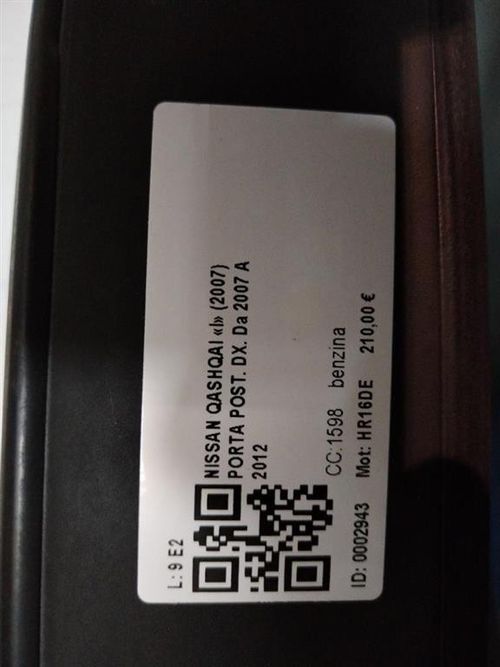 L: 9 E2
NISSAN QASHQAI «I» (2007)
PORTA POST. DX. Da 2007 A
2012
CC:1598 benzina
ID: 0002943 Mot: HR16DE 210,00 €